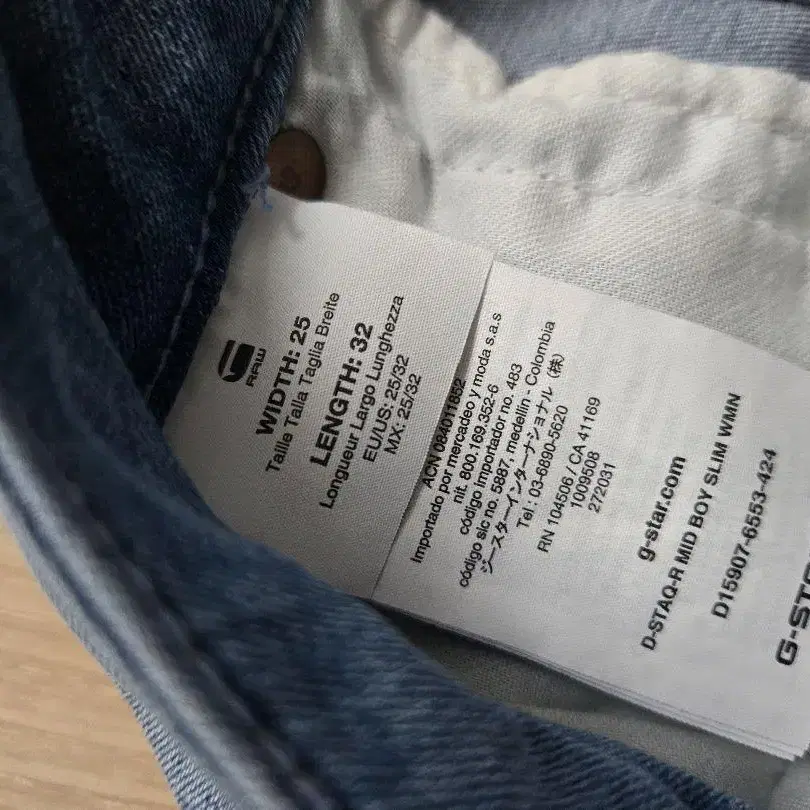 RAW
WIDTH: 25
Taille Talla Taglia Breite
LENGTH: 32
Longueur Largo Lunghezza
EU/US: 25/32
MX: 25/32
ACN 084011852
Importado por mercadeo y moda s.a.s
nit. 800.169.352-6
código importador no. 483
código sic no. 5887, medellin - Colombia
ジースターインターナショナル (株)
Tel: 03-6890-5620
RN 104506 / CA 41169
1009508
272031
g-star.com
D-STAQ-R MID BOY SLIM WMN
D15907-6553-424
G-STA